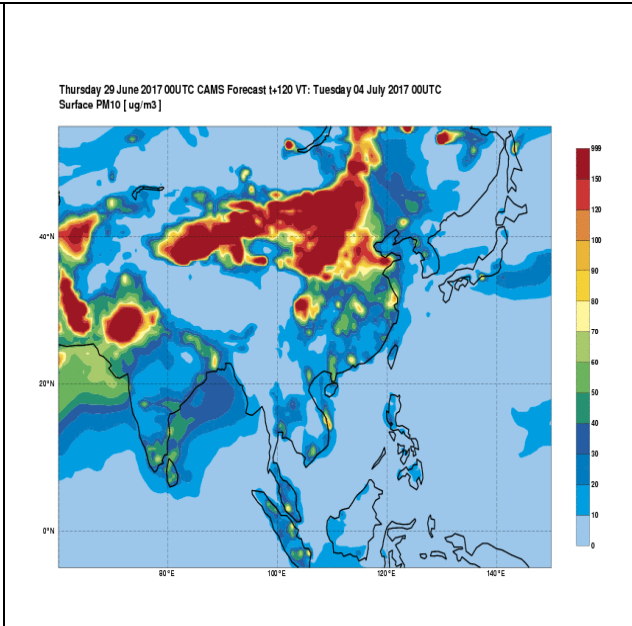 Thursday 29 June 2017 00UTC CAMS Forecast t+120 VT: Tuesday 04 July 2017 00UTC
Surface PM10 [ ug/m3 ]
999
150
120
100
90
80
70
60
50
40
30
20
10
0
40°N
20°N
0°N
80°E
100°E
120°E
140°E